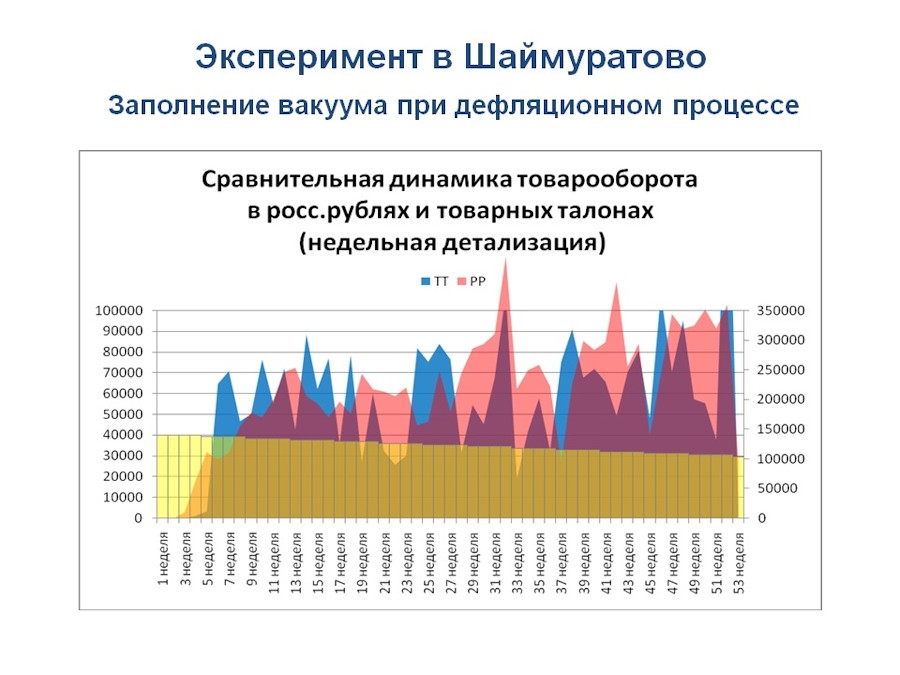 Эксперимент в Шаймуратово
Заполнение вакуума при дефляционном процессе
Сравнительная динамика товарооборота
в росс.рублях и товарных талонах
(недельная детализация)
ТТ РР
100000
90000
80000
70000
60000
50000
40000
30000
20000
10000
0
350000
300000
250000
200000
150000
100000
50000
0
1 неделя
3 неделя
5 неделя
7 неделя
9 неделя
11 неделя
13 неделя
15 неделя
17 неделя
19 неделя
21 неделя
23 неделя
25 неделя
27 неделя
29 неделя
31 неделя
33 неделя
35 неделя
37 неделя
39 неделя
41 неделя
43 неделя
45 неделя
47 неделя
49 неделя
51 неделя
53 неделя